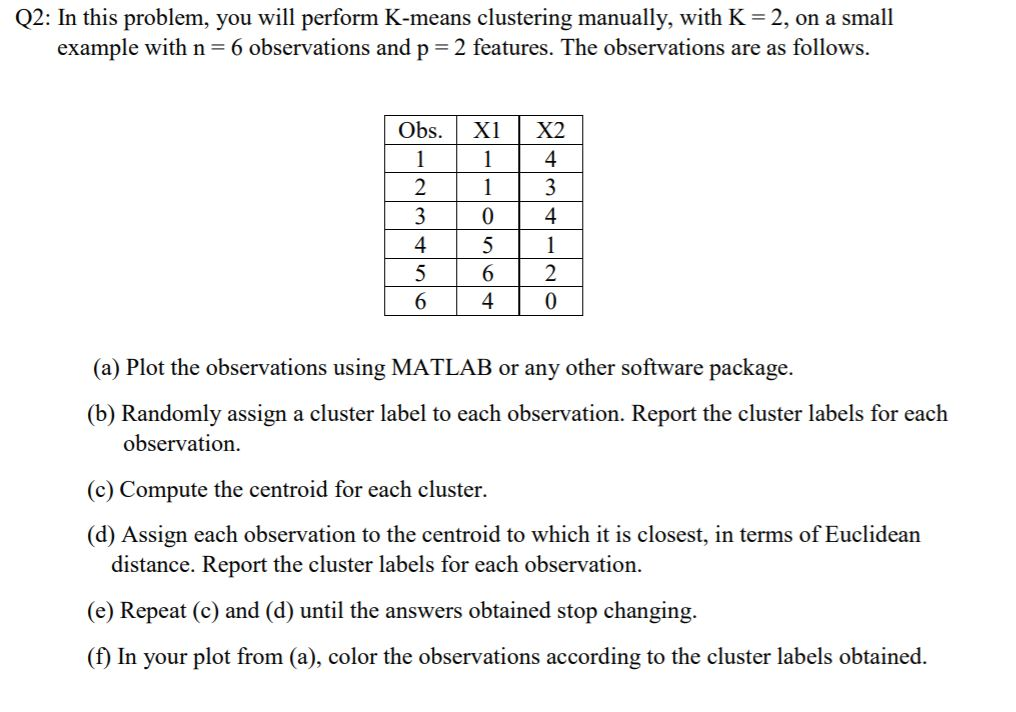 Q2: In this problem, you will perform K-means clustering manually, with K = 2, on a small
example with n = 6 observations and p = 2 features. The observations are as follows.
Obs. X1 X2
1 1 4
2 1 3
3 0 4
4 5 1
5 6 2
6 4 0
(a) Plot the observations using MATLAB or any other software package.
(b) Randomly assign a cluster label to each observation. Report the cluster labels for each
observation.
(c) Compute the centroid for each cluster.
(d) Assign each observation to the centroid to which it is closest, in terms of Euclidean
distance. Report the cluster labels for each observation.
(e) Repeat (c) and (d) until the answers obtained stop changing.
(f) In your plot from (a), color the observations according to the cluster labels obtained.